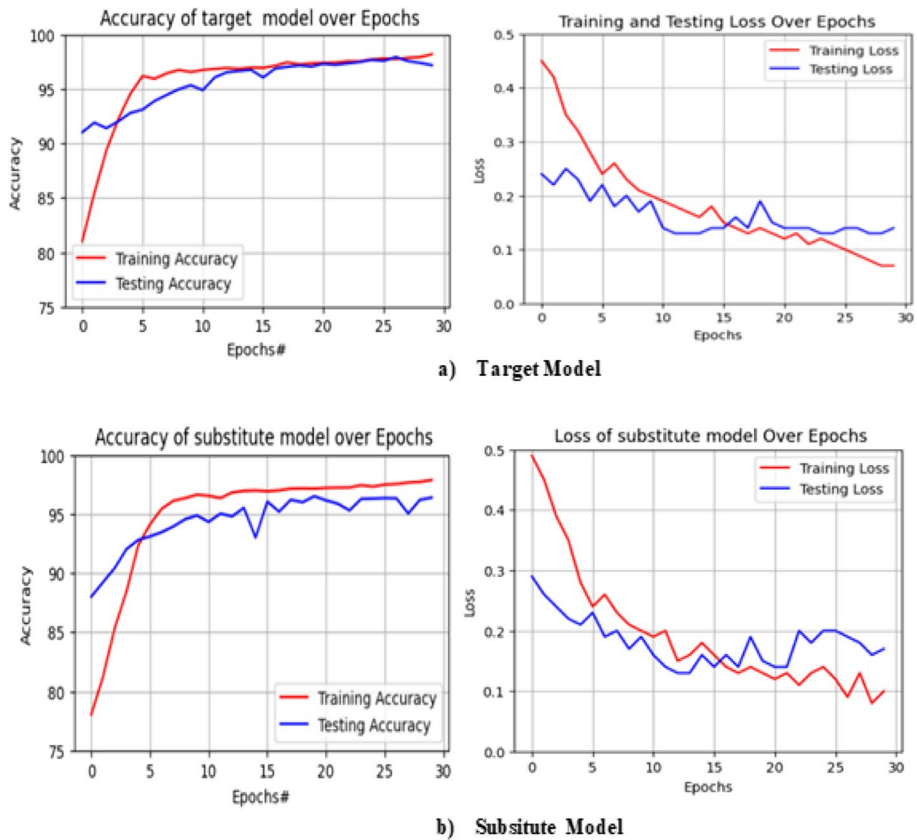 Accuracy of target model over Epochs
100
95
90
85
80
75
Accuracy
Training Accuracy
Testing Accuracy
0 5 10 15 20 25 30
Epochs#
Training and Testing Loss Over Epochs
0.5
0.4
0.3
0.2
0.1
0.0
Loss
Training Loss
Testing Loss
0 5 10 15 20 25 30
Epochs
a) Target Model
Accuracy of substitute model over Epochs
100
95
90
85
80
75
Accuracy
Training Accuracy
Testing Accuracy
0 5 10 15 20 25 30
Epochs#
Loss of substitute model Over Epochs
0.5
0.4
0.3
0.2
0.1
0.0
Loss
Training Loss
Testing Loss
0 5 10 15 20 25 30
Epochs
b) Subsitute Model